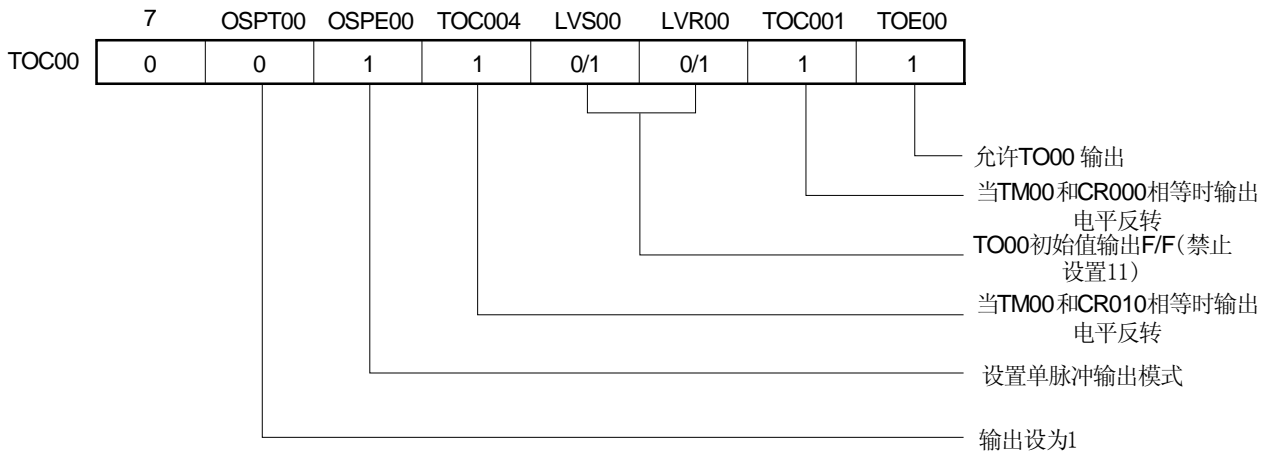 7 OSPT00 OSPE00 TOC004 LVS00 LVR00 TOC001 TOE00
TOC00 0 0 1 1 0/1 0/1 1 1
允许TO00 输出
当TM00和CR000相等时输出
电平反转
TO00初始值输出F/F(禁止
设置11)
当TM00和CR010相等时输出
电平反转
设置单脉冲输出模式
输出设为1